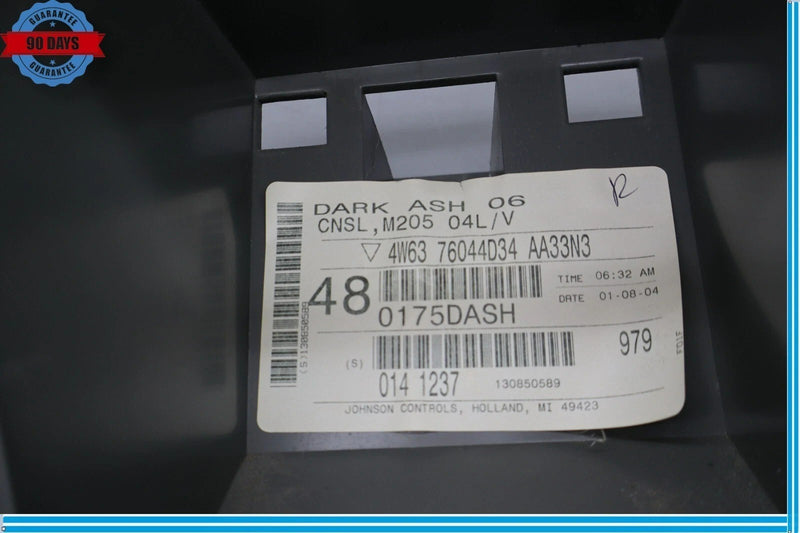 GUARANTEE
90 DAYS
GUARANTEE
R
DARK ASH 06
CNSL,M205 04L/V
4W63 76044D34 AA33N3
TIME 06:32 AM
48
DATE 01-08-04
0175DASH
(S)130850589
979
(S)
014 1237
130850589
JOHNSON CONTROLS, HOLLAND, MI 49423